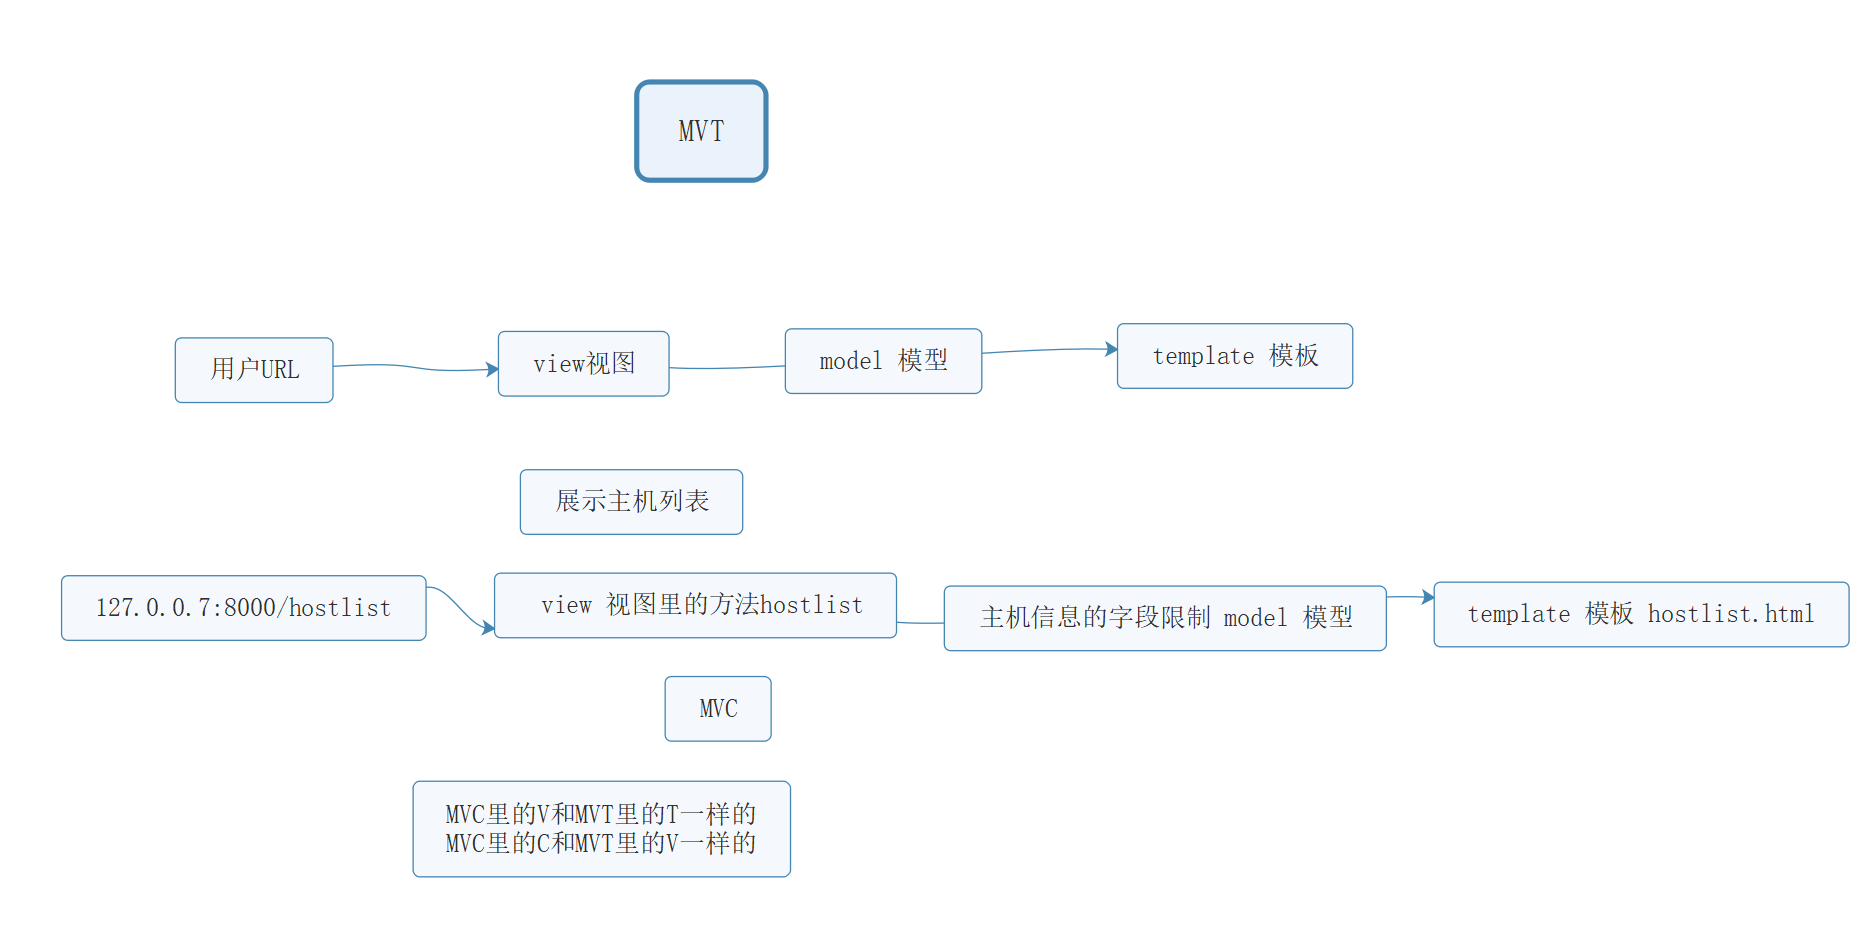 MVT
用户URL
view视图
model 模型
template 模板
展示主机列表
127.0.0.7:8000/hostlist
view 视图里的方法hostlist
主机信息的字段限制 model 模型
template 模板 hostlist.html
MVC
MVC里的V和MVT里的T一样的
MVC里的C和MVT里的V一样的